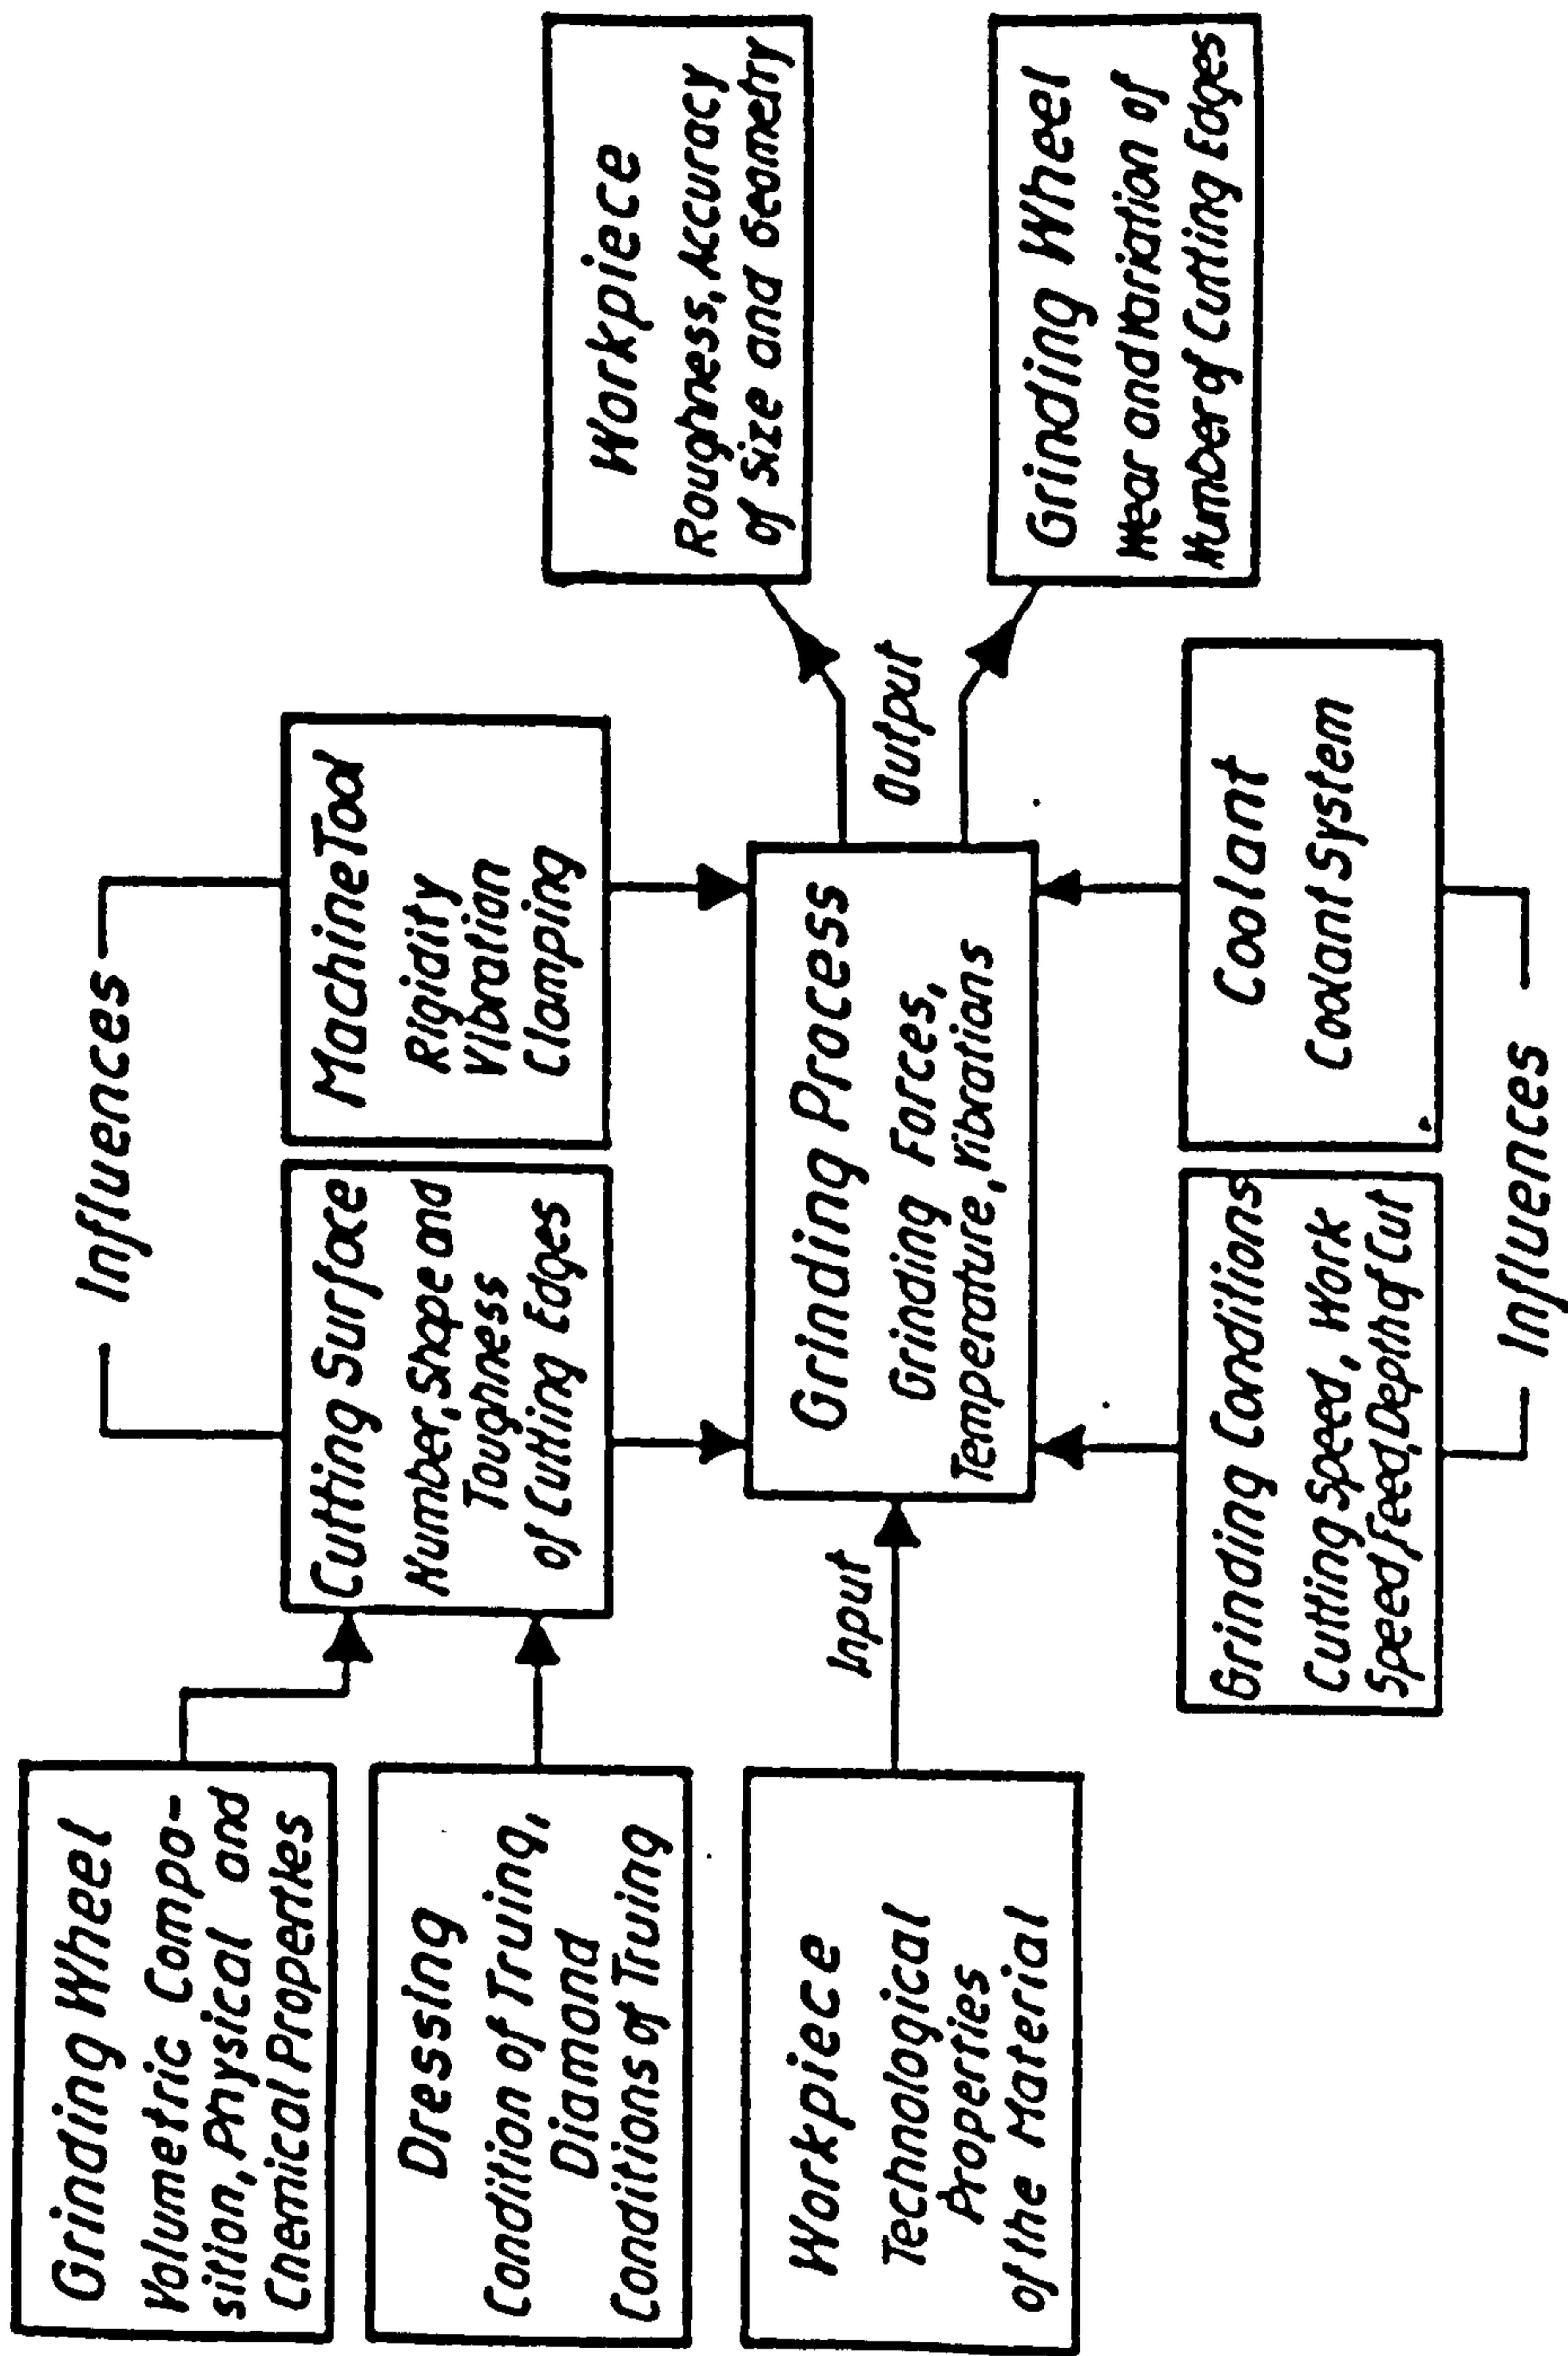 Influences
Grinding Wheel
Volumetric Compo-
sition, Physical and
Chemical Properties
Dressing
Condition of Truing,
Diamond
Conditions of Truing
Cutting Surface
Number, Shape and
Toughness
of Cutting Edges
Machine Tool
Rigidity
Vibration
Clamping
Workpiece
Technological
Properties
of the Material
Input
Grinding Process
Grinding Forces,
Temperature, Vibrations
Output
Workpiece
Roughness, Accuracy
of Size and Geometry
Grinding Wheel
Wear and Variation of
Number of Cutting Edges
Grinding Conditions
Cutting Speed, Work
Speed Feed, Depth of Cut
Coolant
Coolant System
Influences